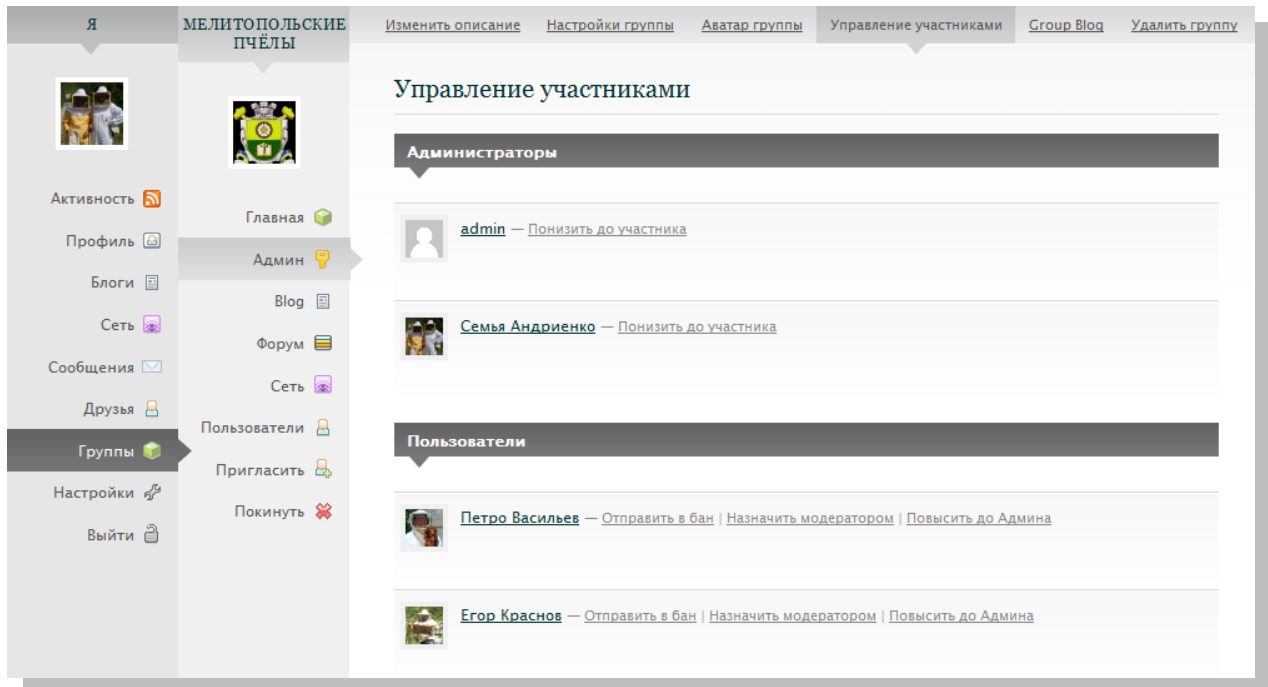 Я
Активность
Профиль
Блоги
Сеть
Сообщения
Друзья
Группы
Настройки
Выйти
МЕЛИТОПОЛЬСКИЕ
ПЧЁЛЫ
Главная
Админ
Blog
Форум
Сеть
Пользователи
Пригласить
Покинуть
Изменить описание Настройки группы Аватар группы Управление участниками Group Blog Удалить группу
Управление участниками
Администраторы
admin — Понизить до участника
Семья Андриенко — Понизить до участника
Пользователи
Петро Васильев — Отправить в бан | Назначить модератором | Повысить до Админа
Егор Краснов — Отправить в бан | Назначить модератором | Повысить до Админа